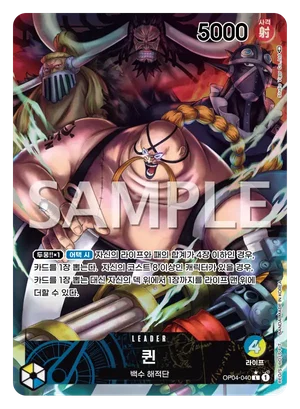 5000
사격
射
SAMPLE
두웅!!×1 어택 시 자신의 라이프와 패의 합계가 4장 이하인 경우,
카드를 1장 뽑는다. 자신의 코스트 8 이상인 캐릭터가 있을 경우,
카드를 1장 뽑는 대신 자신의 덱 위에서 1장까지를 라이프 맨 위에
더할 수 있다.
LEADER
퀸
백수 해적단
4
라이프
OP04-040 L 1